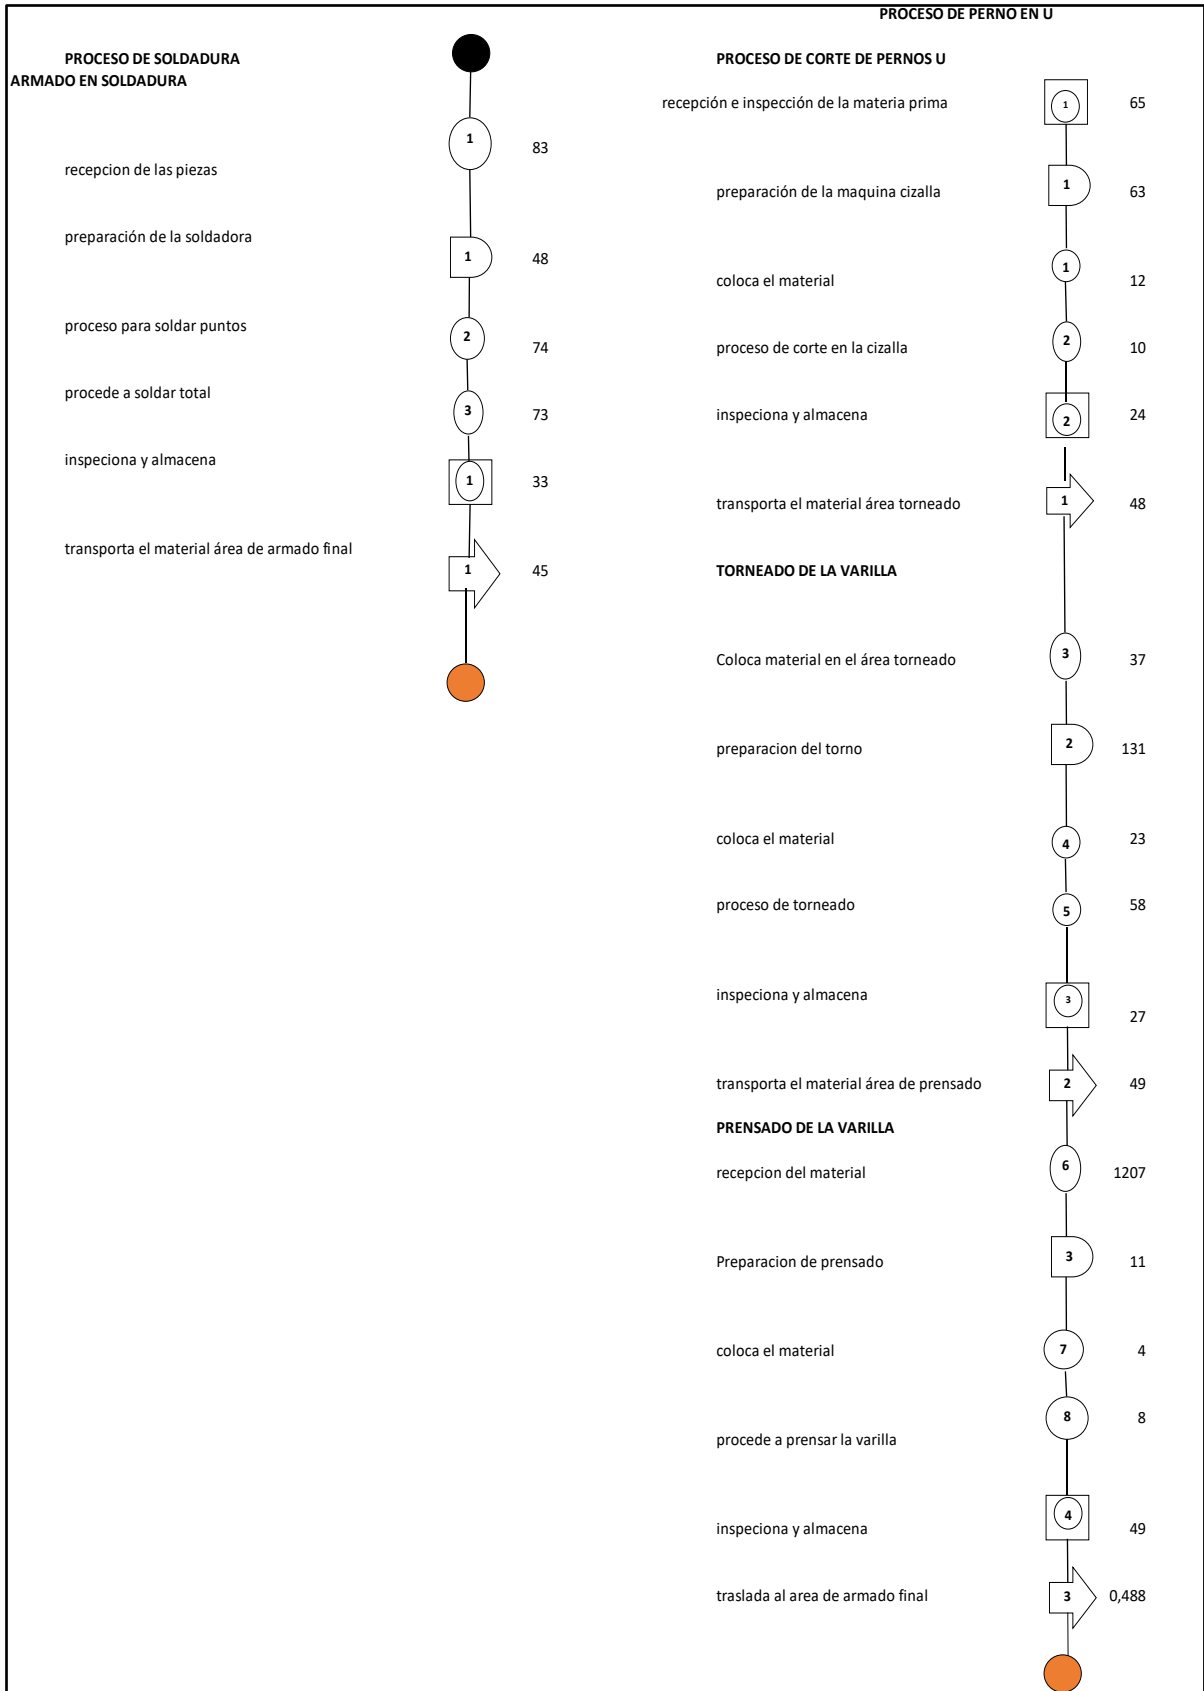 PROCESO DE PERNO EN U
PROCESO DE SOLDADURA
ARMADO EN SOLDADURA
recepcion de las piezas
1
83
preparación de la soldadora
1
48
proceso para soldar puntos
2
74
procede a soldar total
3
73
inspeciona y almacena
1
33
transporta el material área de armado final
1
45
PROCESO DE CORTE DE PERNOS U
recepción e inspección de la materia prima
1
65
preparación de la maquina cizalla
1
63
coloca el material
1
12
proceso de corte en la cizalla
2
10
inspeciona y almacena
2
24
transporta el material área torneado
1
48
TORNEADO DE LA VARILLA
Coloca material en el área torneado
3
37
preparacion del torno
2
131
coloca el material
4
23
proceso de torneado
5
58
inspeciona y almacena
3
27
transporta el material área de prensado
2
49
PRENSADO DE LA VARILLA
recepcion del material
6
1207
Preparacion de prensado
3
11
coloca el material
7
4
procede a prensar la varilla
8
8
inspeciona y almacena
4
49
traslada al area de armado final
3
0,488